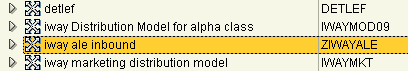 detlef DETLEF
iway Distribution Model for alpha class IWAYMOD09
iway ale inbound ZIWAYALE
iway marketing distribution model IWAYMKT